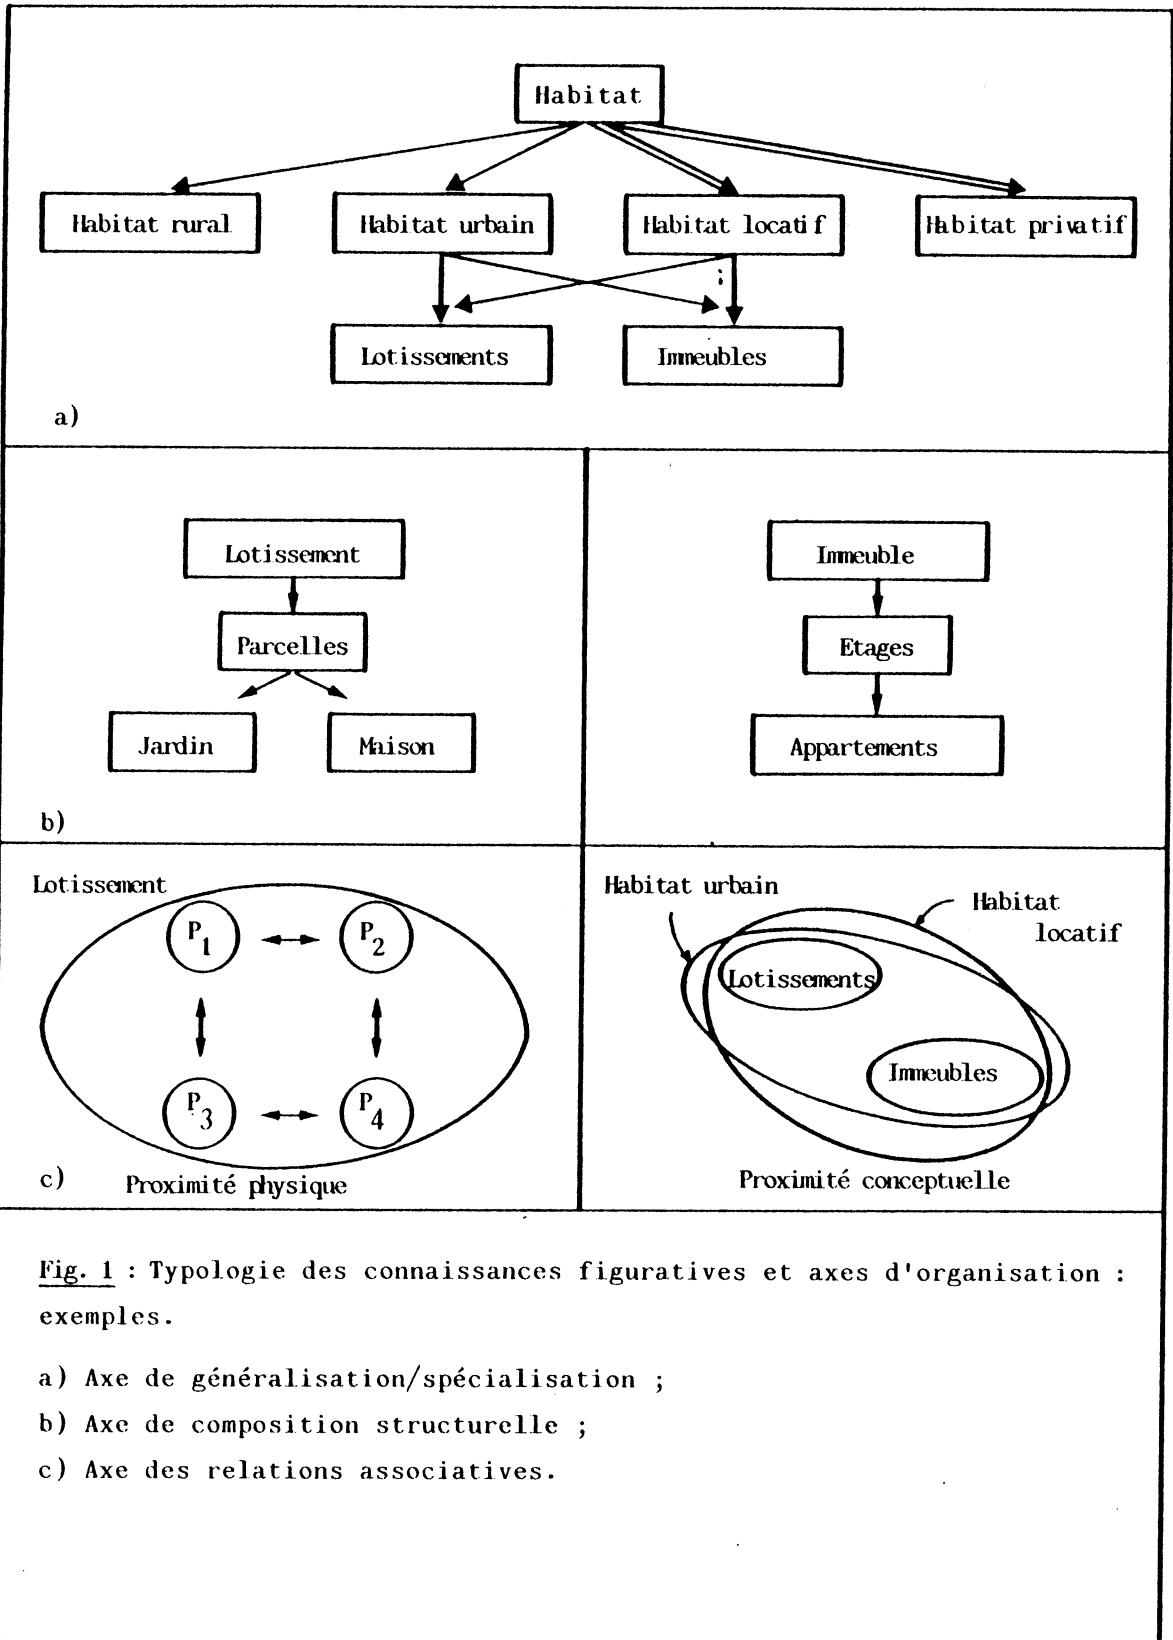 Habitat
Habitat rural
Habitat urbain
Habitat locatif
Habitat privatif
Lotissements
Immeubles
a)
Lotissement
Parcelles
Jardin
Maison
b)
Immeuble
Etages
Appartements
Lotissement
P1
P2
P3
P4
c)
Proximité physique
Habitat urbain
Habitat
locatif
Lotissements
Immeubles
Proximité conceptuelle
Fig. 1 : Typologie des connaissances figuratives et axes d'organisation :
exemples.
a) Axe de généralisation/spécialisation ;
b) Axe de composition structurelle ;
c) Axe des relations associatives.